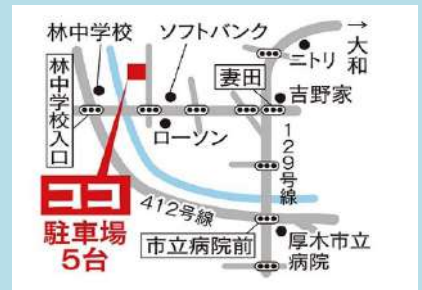 林中学校
ソフトバンク
→
大和
ニトリ
林中学校入口
妻田
吉野家
ローソン
129号線
ココ
駐車場
5台
412号線
市立病院前
厚木市立
病院